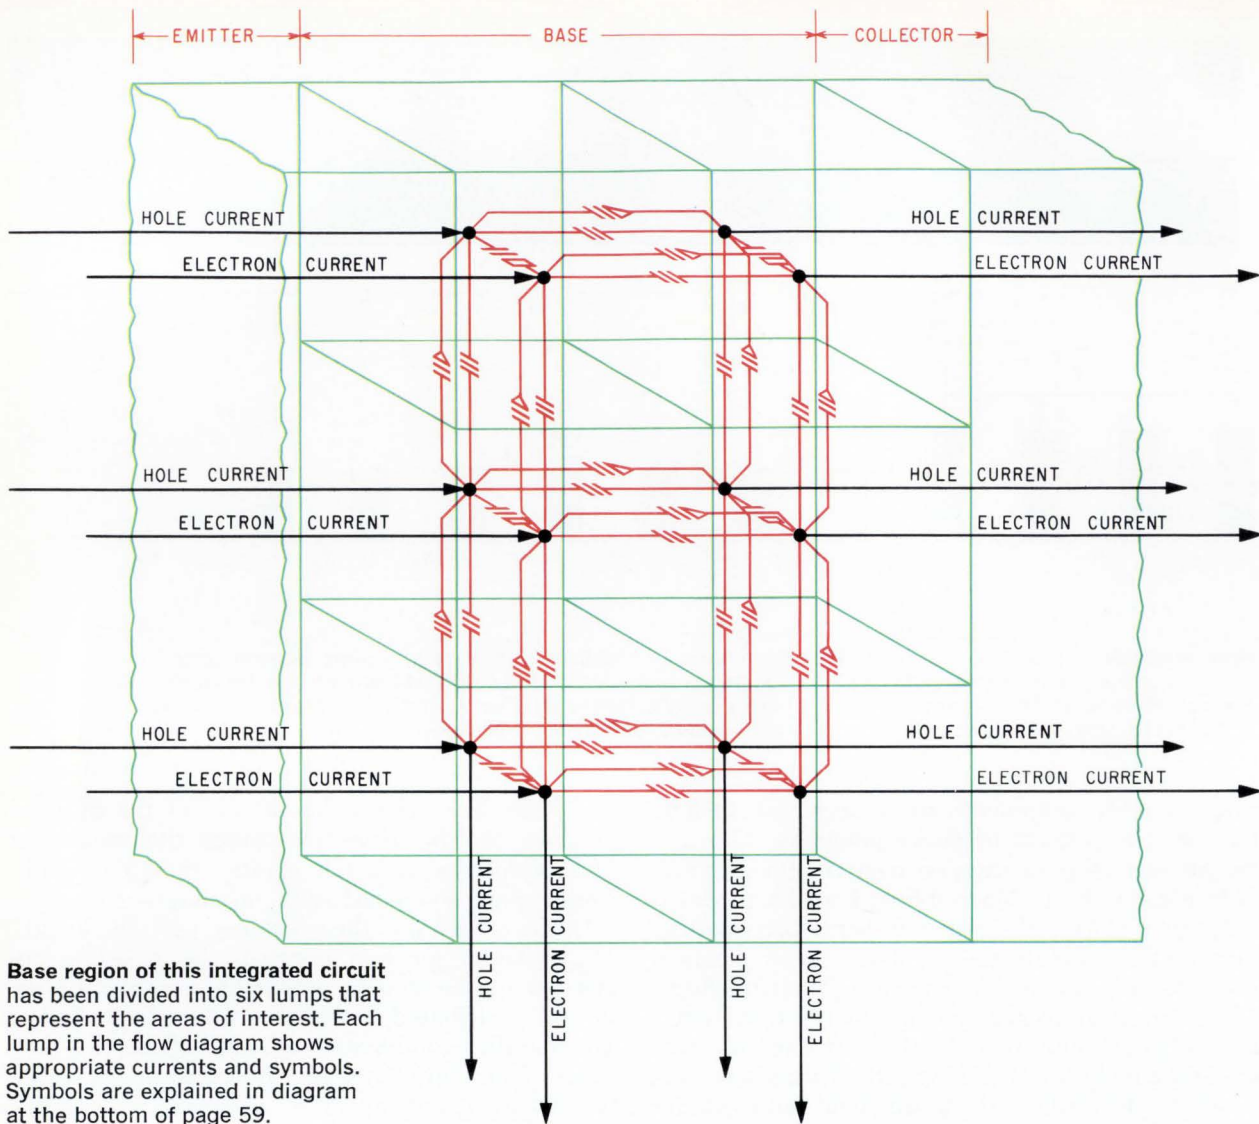 EMITTER BASE COLLECTOR
HOLE CURRENT HOLE CURRENT
ELECTRON CURRENT ELECTRON CURRENT
HOLE CURRENT HOLE CURRENT
ELECTRON CURRENT ELECTRON CURRENT
HOLE CURRENT HOLE CURRENT
ELECTRON CURRENT ELECTRON CURRENT
HOLE CURRENT
ELECTRON CURRENT
HOLE CURRENT
ELECTRON CURRENT
Base region of this integrated circuit
has been divided into six lumps that
represent the areas of interest. Each
lump in the flow diagram shows
appropriate currents and symbols.
Symbols are explained in diagram
at the bottom of page 59.